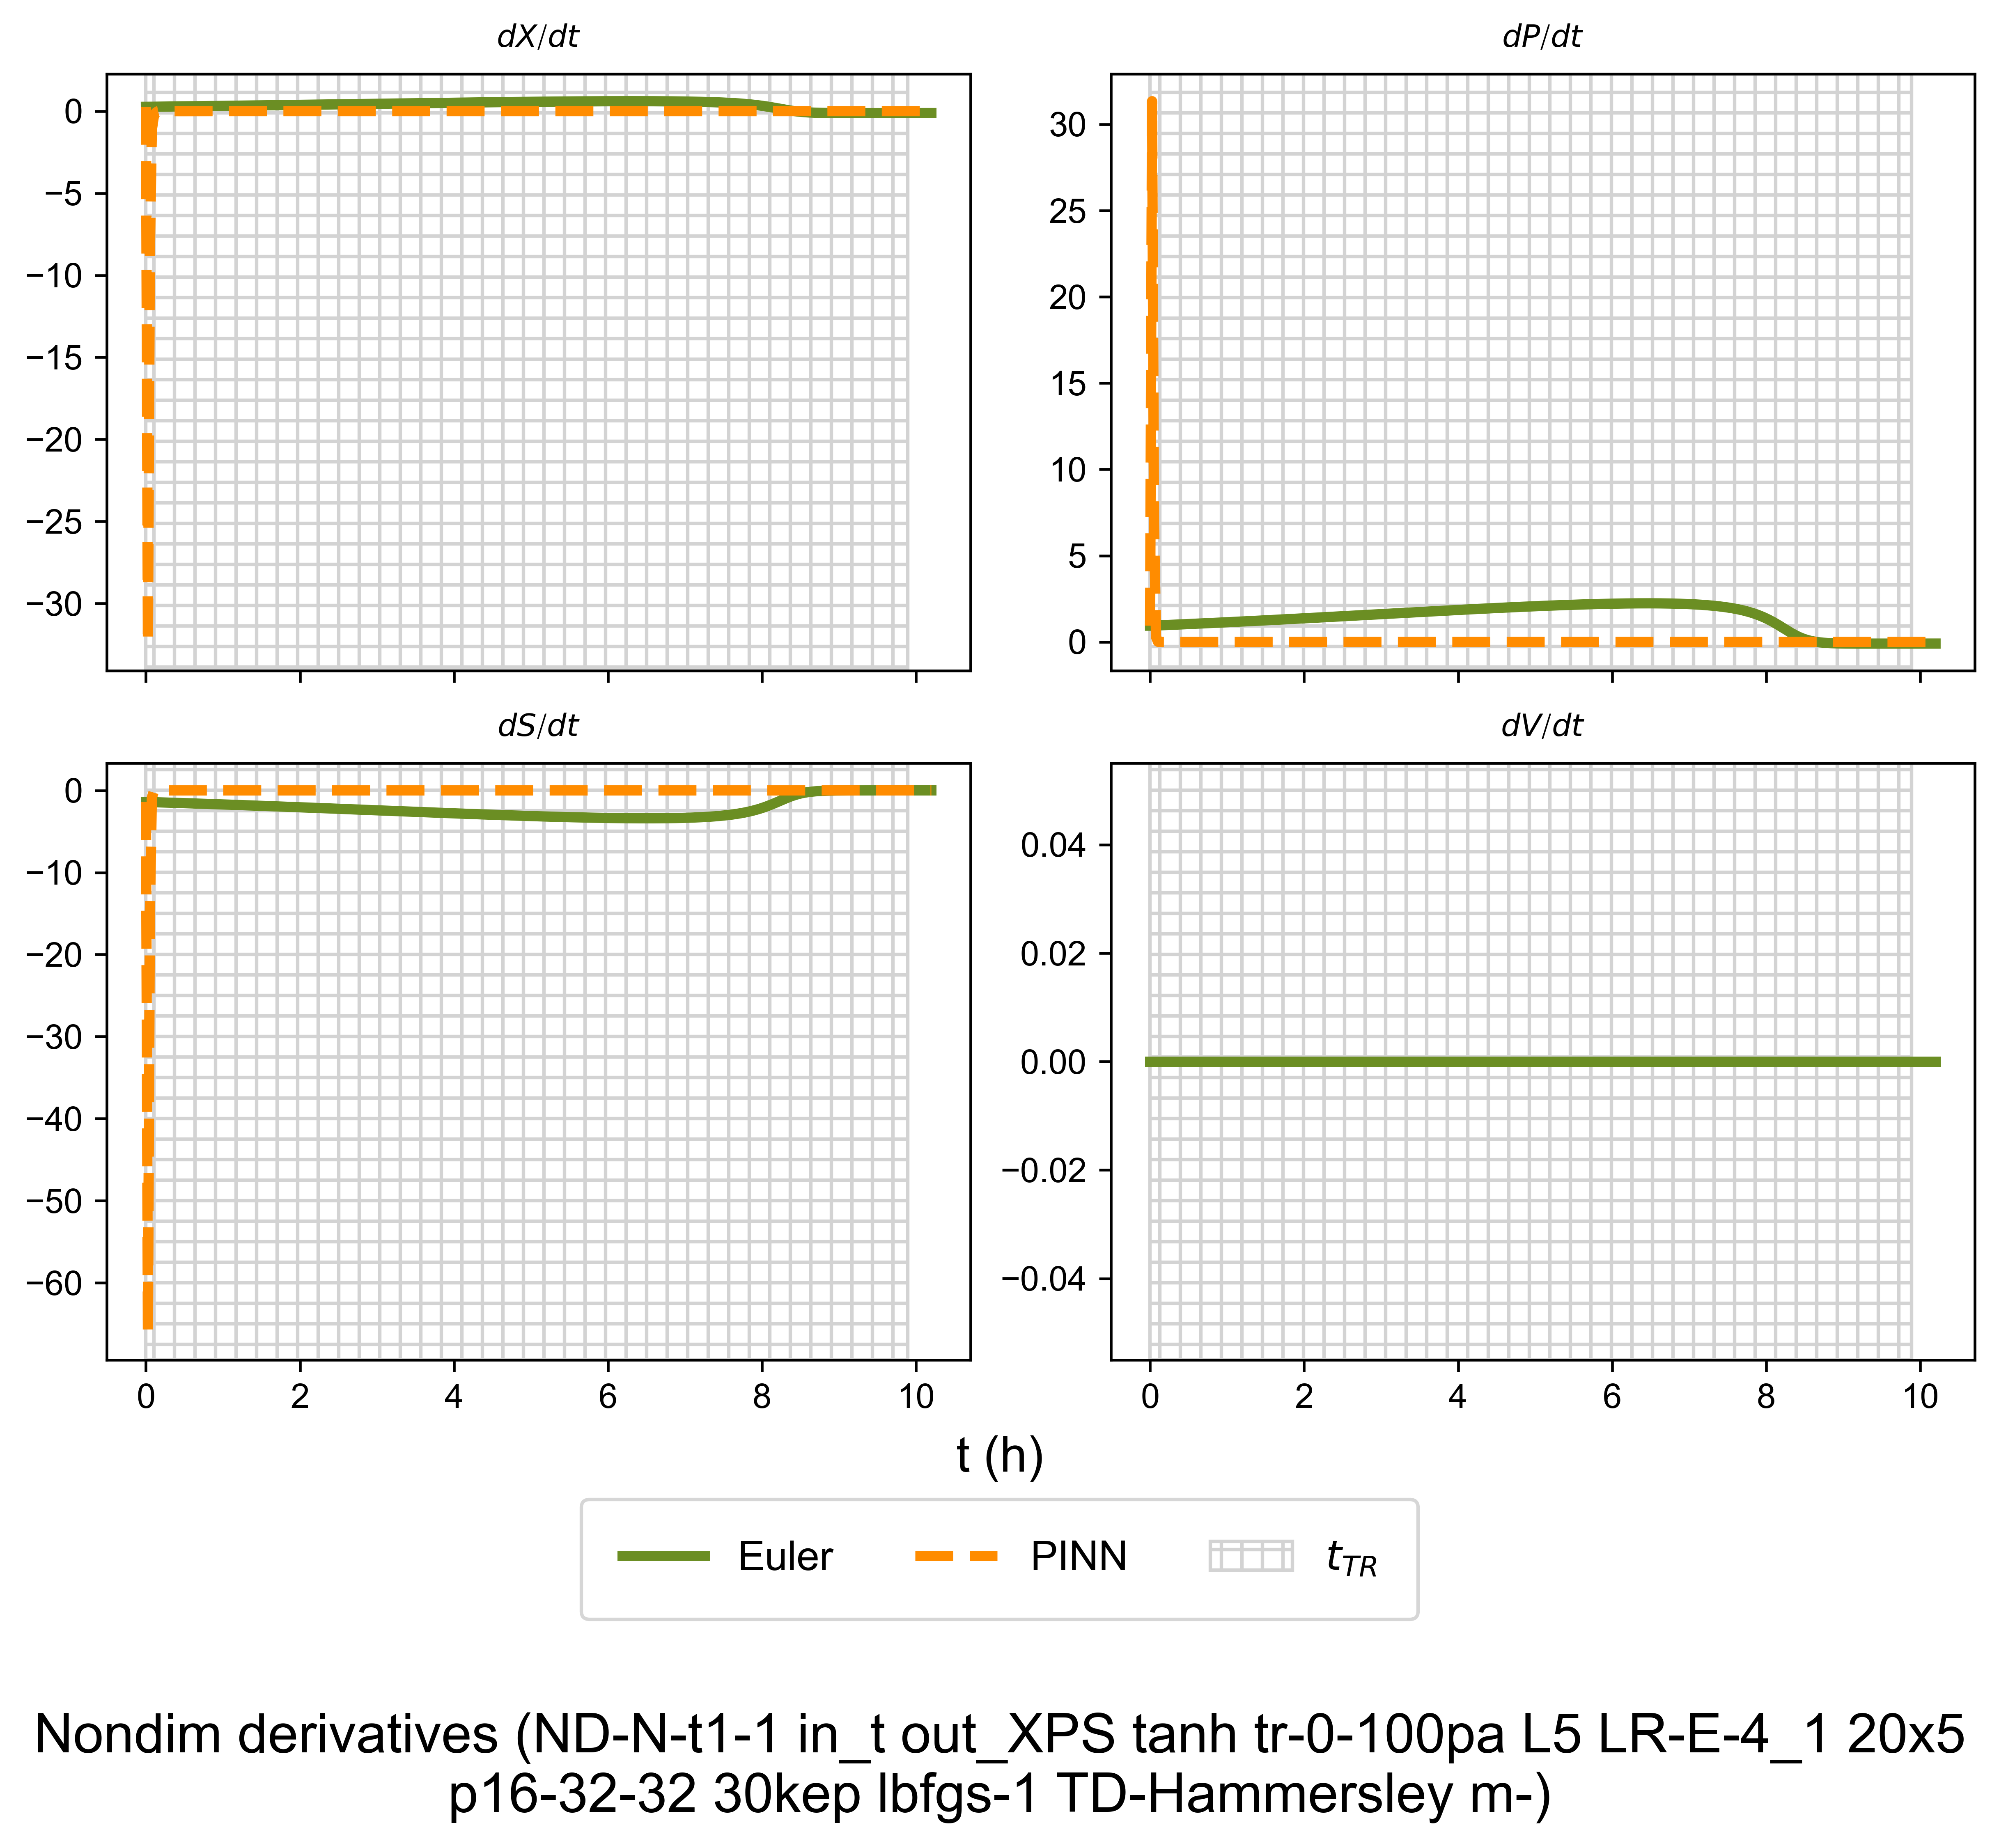 dX/dt
dP/dt
0
−5
−10
−15
−20
−25
−30
30
25
20
15
10
5
0
dS/dt
dV/dt
0
−10
−20
−30
−40
−50
−60
0.04
0.02
0.00
−0.02
−0.04
0 2 4 6 8 10
0 2 4 6 8 10
t (h)
Euler PINN t_TR
Nondim derivatives (ND-N-t1-1 in_t out_XPS tanh tr-0-100pa L5 LR-E-4_1 20x5
p16-32-32 30kep lbfgs-1 TD-Hammersley m-)